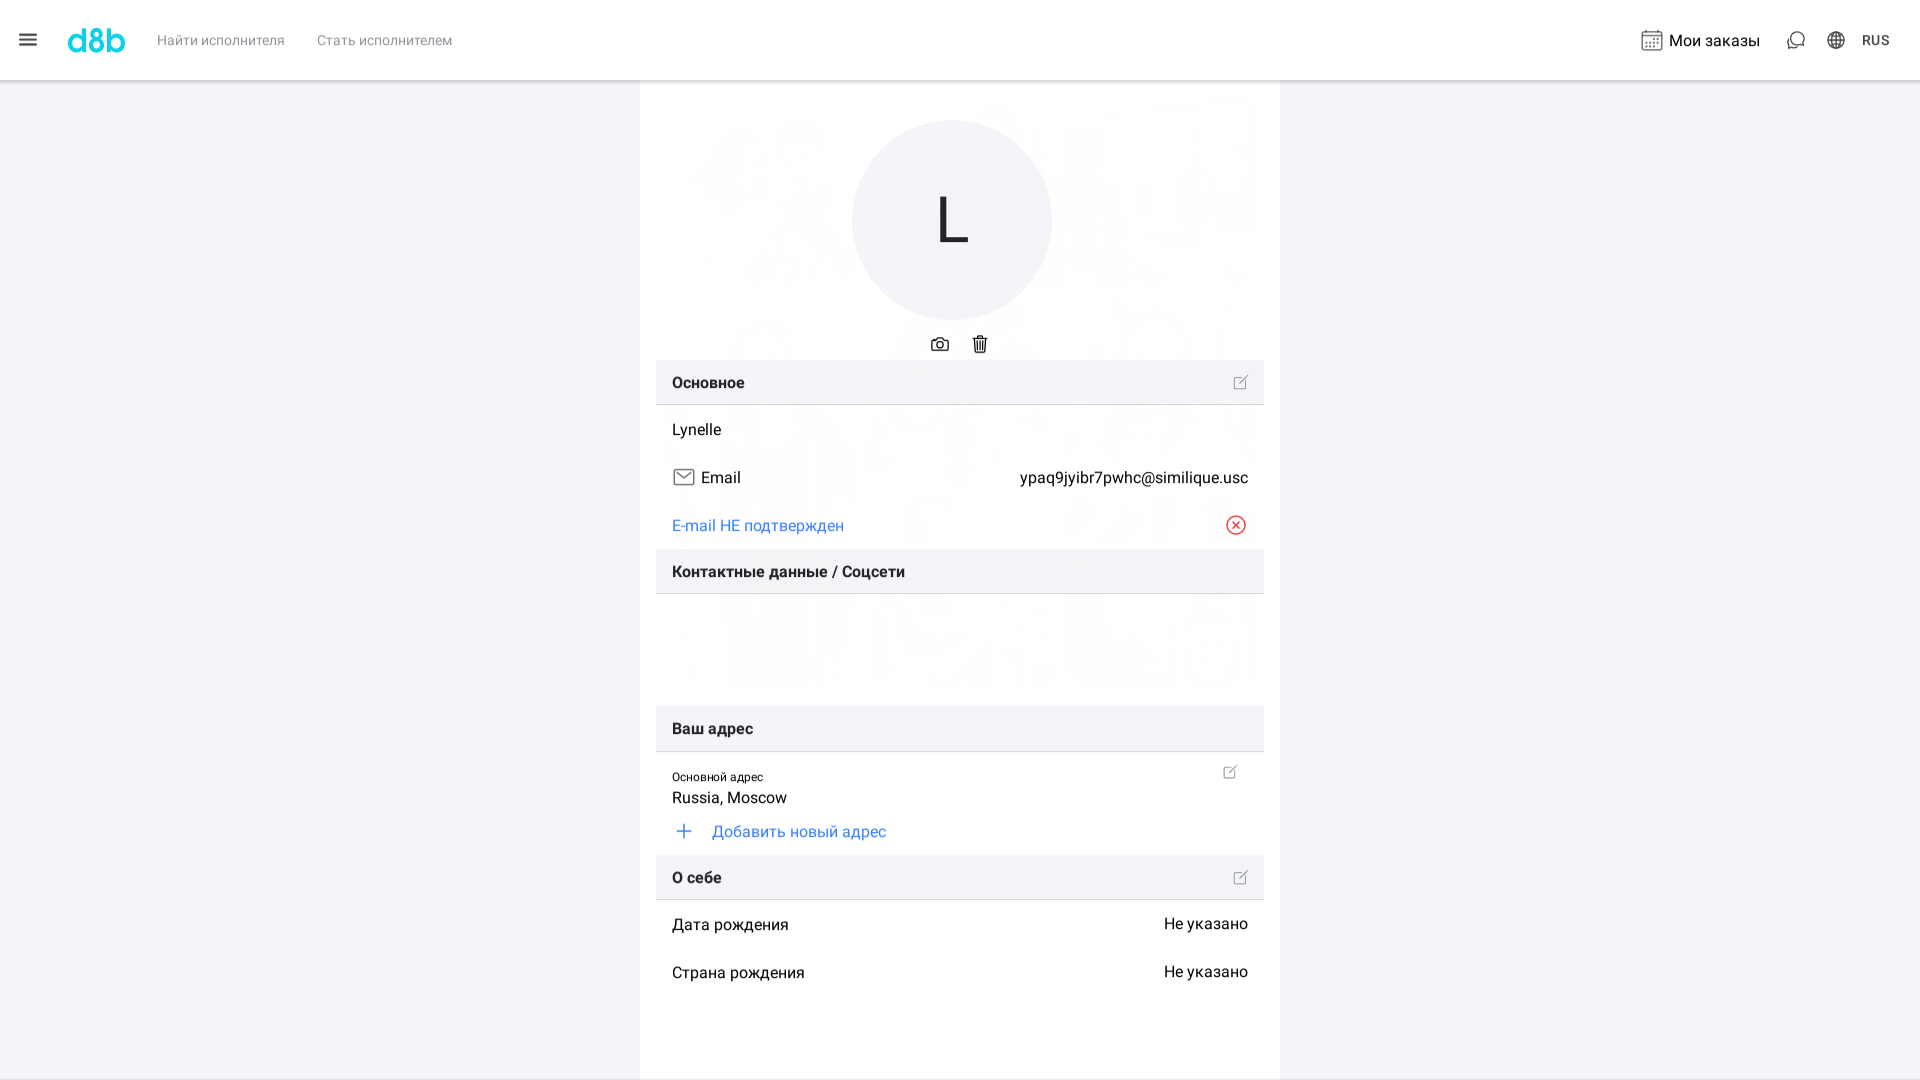 d8b
Найти исполнителя
Стать исполнителем
Мои заказы
RUS
L
Основное
Lynelle
Email
ypaq9jyibr7pwhc@similique.usc
E-mail НЕ подтвержден
Контактные данные / Соцсети
Ваш адрес
Основной адрес
Russia, Moscow
Добавить новый адрес
О себе
Дата рождения
Не указано
Страна рождения
Не указано